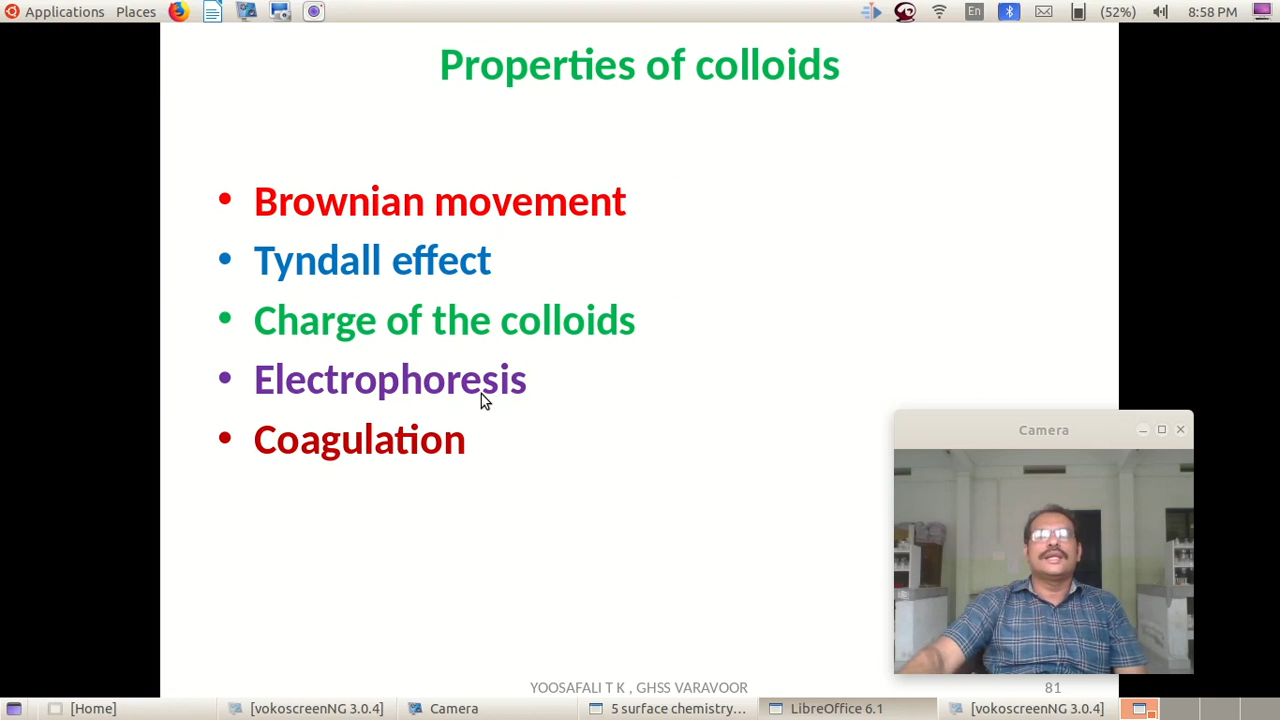 Applications Places En (52%) 8:58 PM
Properties of colloids
• Brownian movement
• Tyndall effect
• Charge of the colloids
• Electrophoresis
• Coagulation
Camera
YOOSAFALI T K , GHSS VARAVOOR 81
[Home] [vokoscreenNG 3.0.4] Camera 5 surface chemistry... LibreOffice 6.1 [vokoscreenNG 3.0.4]